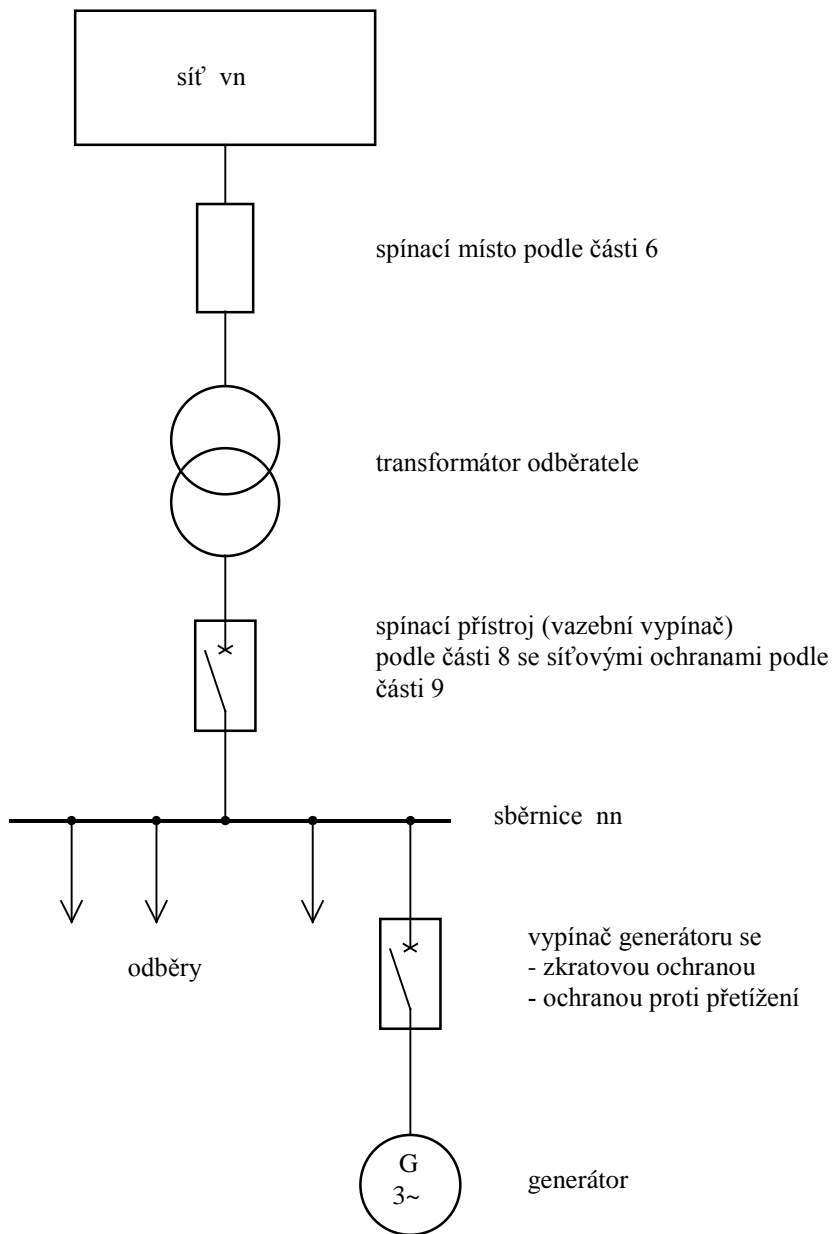 síť vn
spínací místo podle části 6
transformátor odběratele
spínací přístroj (vazební vypínač)
podle části 8 se síťovými ochranami podle
části 9
sběrnice nn
odběry
vypínač generátoru se
- zkratovou ochranou
- ochranou proti přetížení
G
3~
generátor